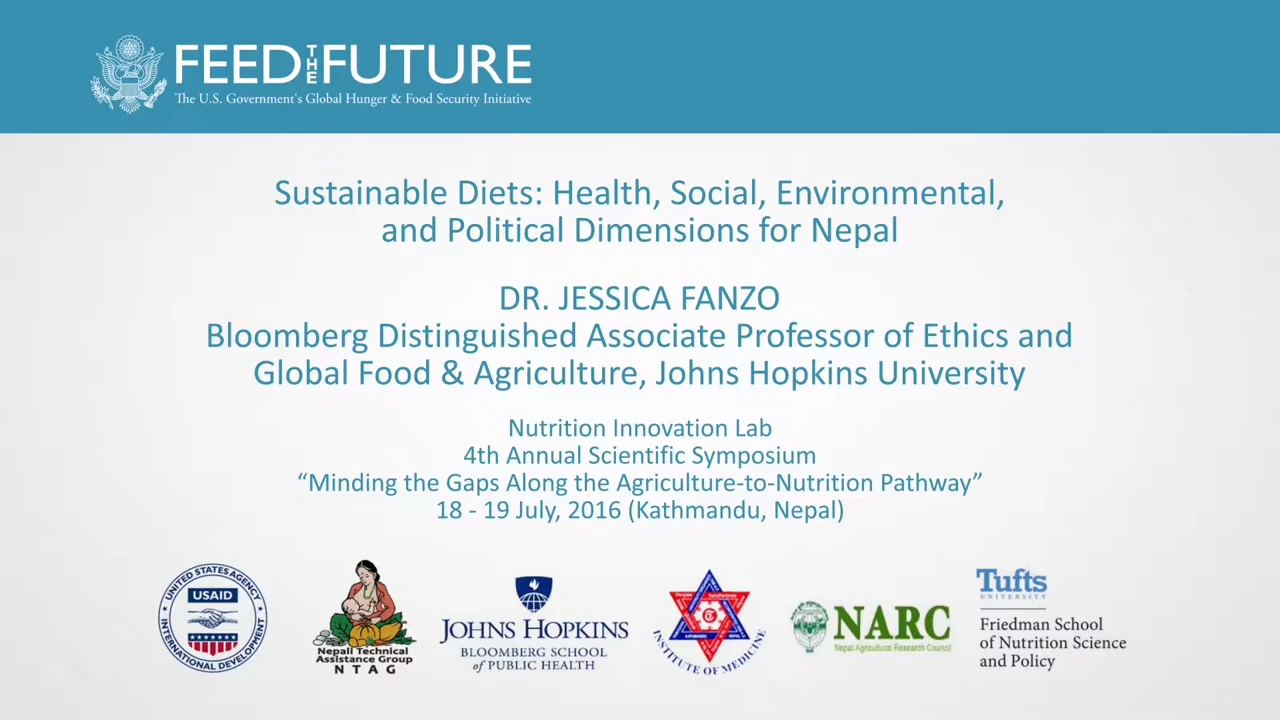 FEED THE FUTURE
The U.S. Government's Global Hunger & Food Security Initiative
Sustainable Diets: Health, Social, Environmental,
and Political Dimensions for Nepal
DR. JESSICA FANZO
Bloomberg Distinguished Associate Professor of Ethics and
Global Food & Agriculture, Johns Hopkins University
Nutrition Innovation Lab
4th Annual Scientific Symposium
“Minding the Gaps Along the Agriculture-to-Nutrition Pathway”
18 - 19 July, 2016 (Kathmandu, Nepal)
UNITED STATES AGENCY
USAID
INTERNATIONAL DEVELOPMENT
Nepali Technical
Assistance Group
N T A G
JOHNS HOPKINS
BLOOMBERG SCHOOL
of PUBLIC HEALTH
INSTITUTE OF MEDICINE
NARC
Nepal Agricultural Research Council
Tufts
UNIVERSITY
Friedman School
of Nutrition Science
and Policy